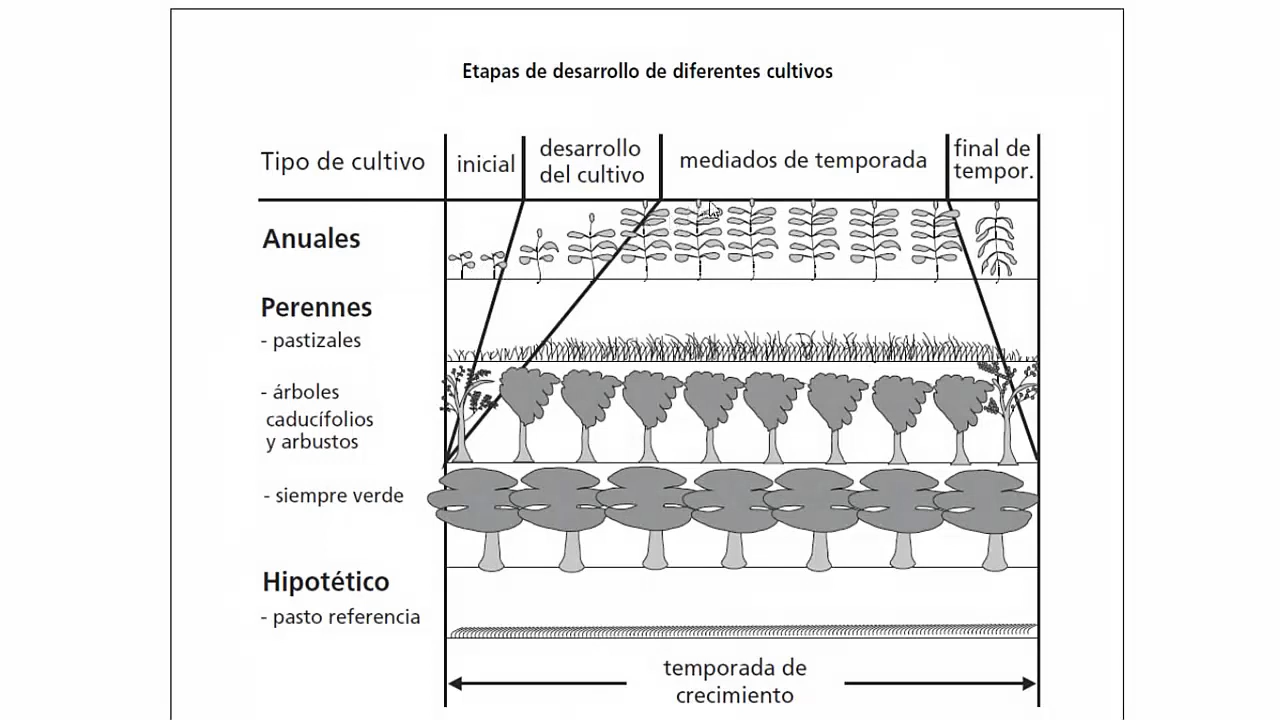 Etapas de desarrollo de diferentes cultivos
Tipo de cultivo
inicial
desarrollo
del cultivo
mediados de temporada
final de
tempor.
Anuales
Perennes
- pastizales
- árboles
caducífolios
y arbustos
- siempre verde
Hipotético
- pasto referencia
temporada de
crecimiento